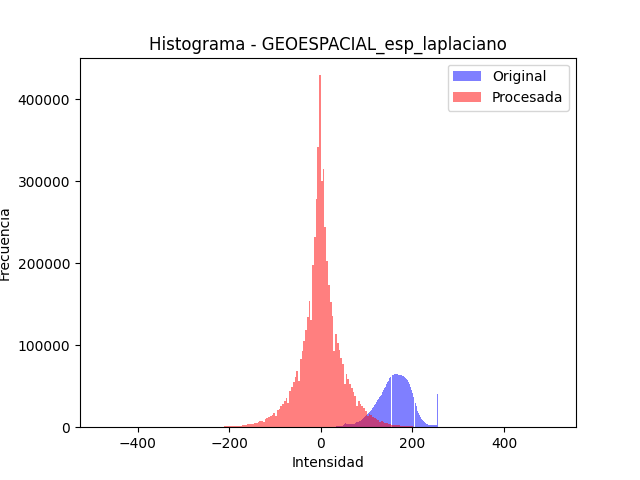 Histograma - GEOESPACIAL_esp_laplaciano
Original
Procesada
400000
300000
200000
100000
0
Frecuencia
−400
−200
0
200
400
Intensidad